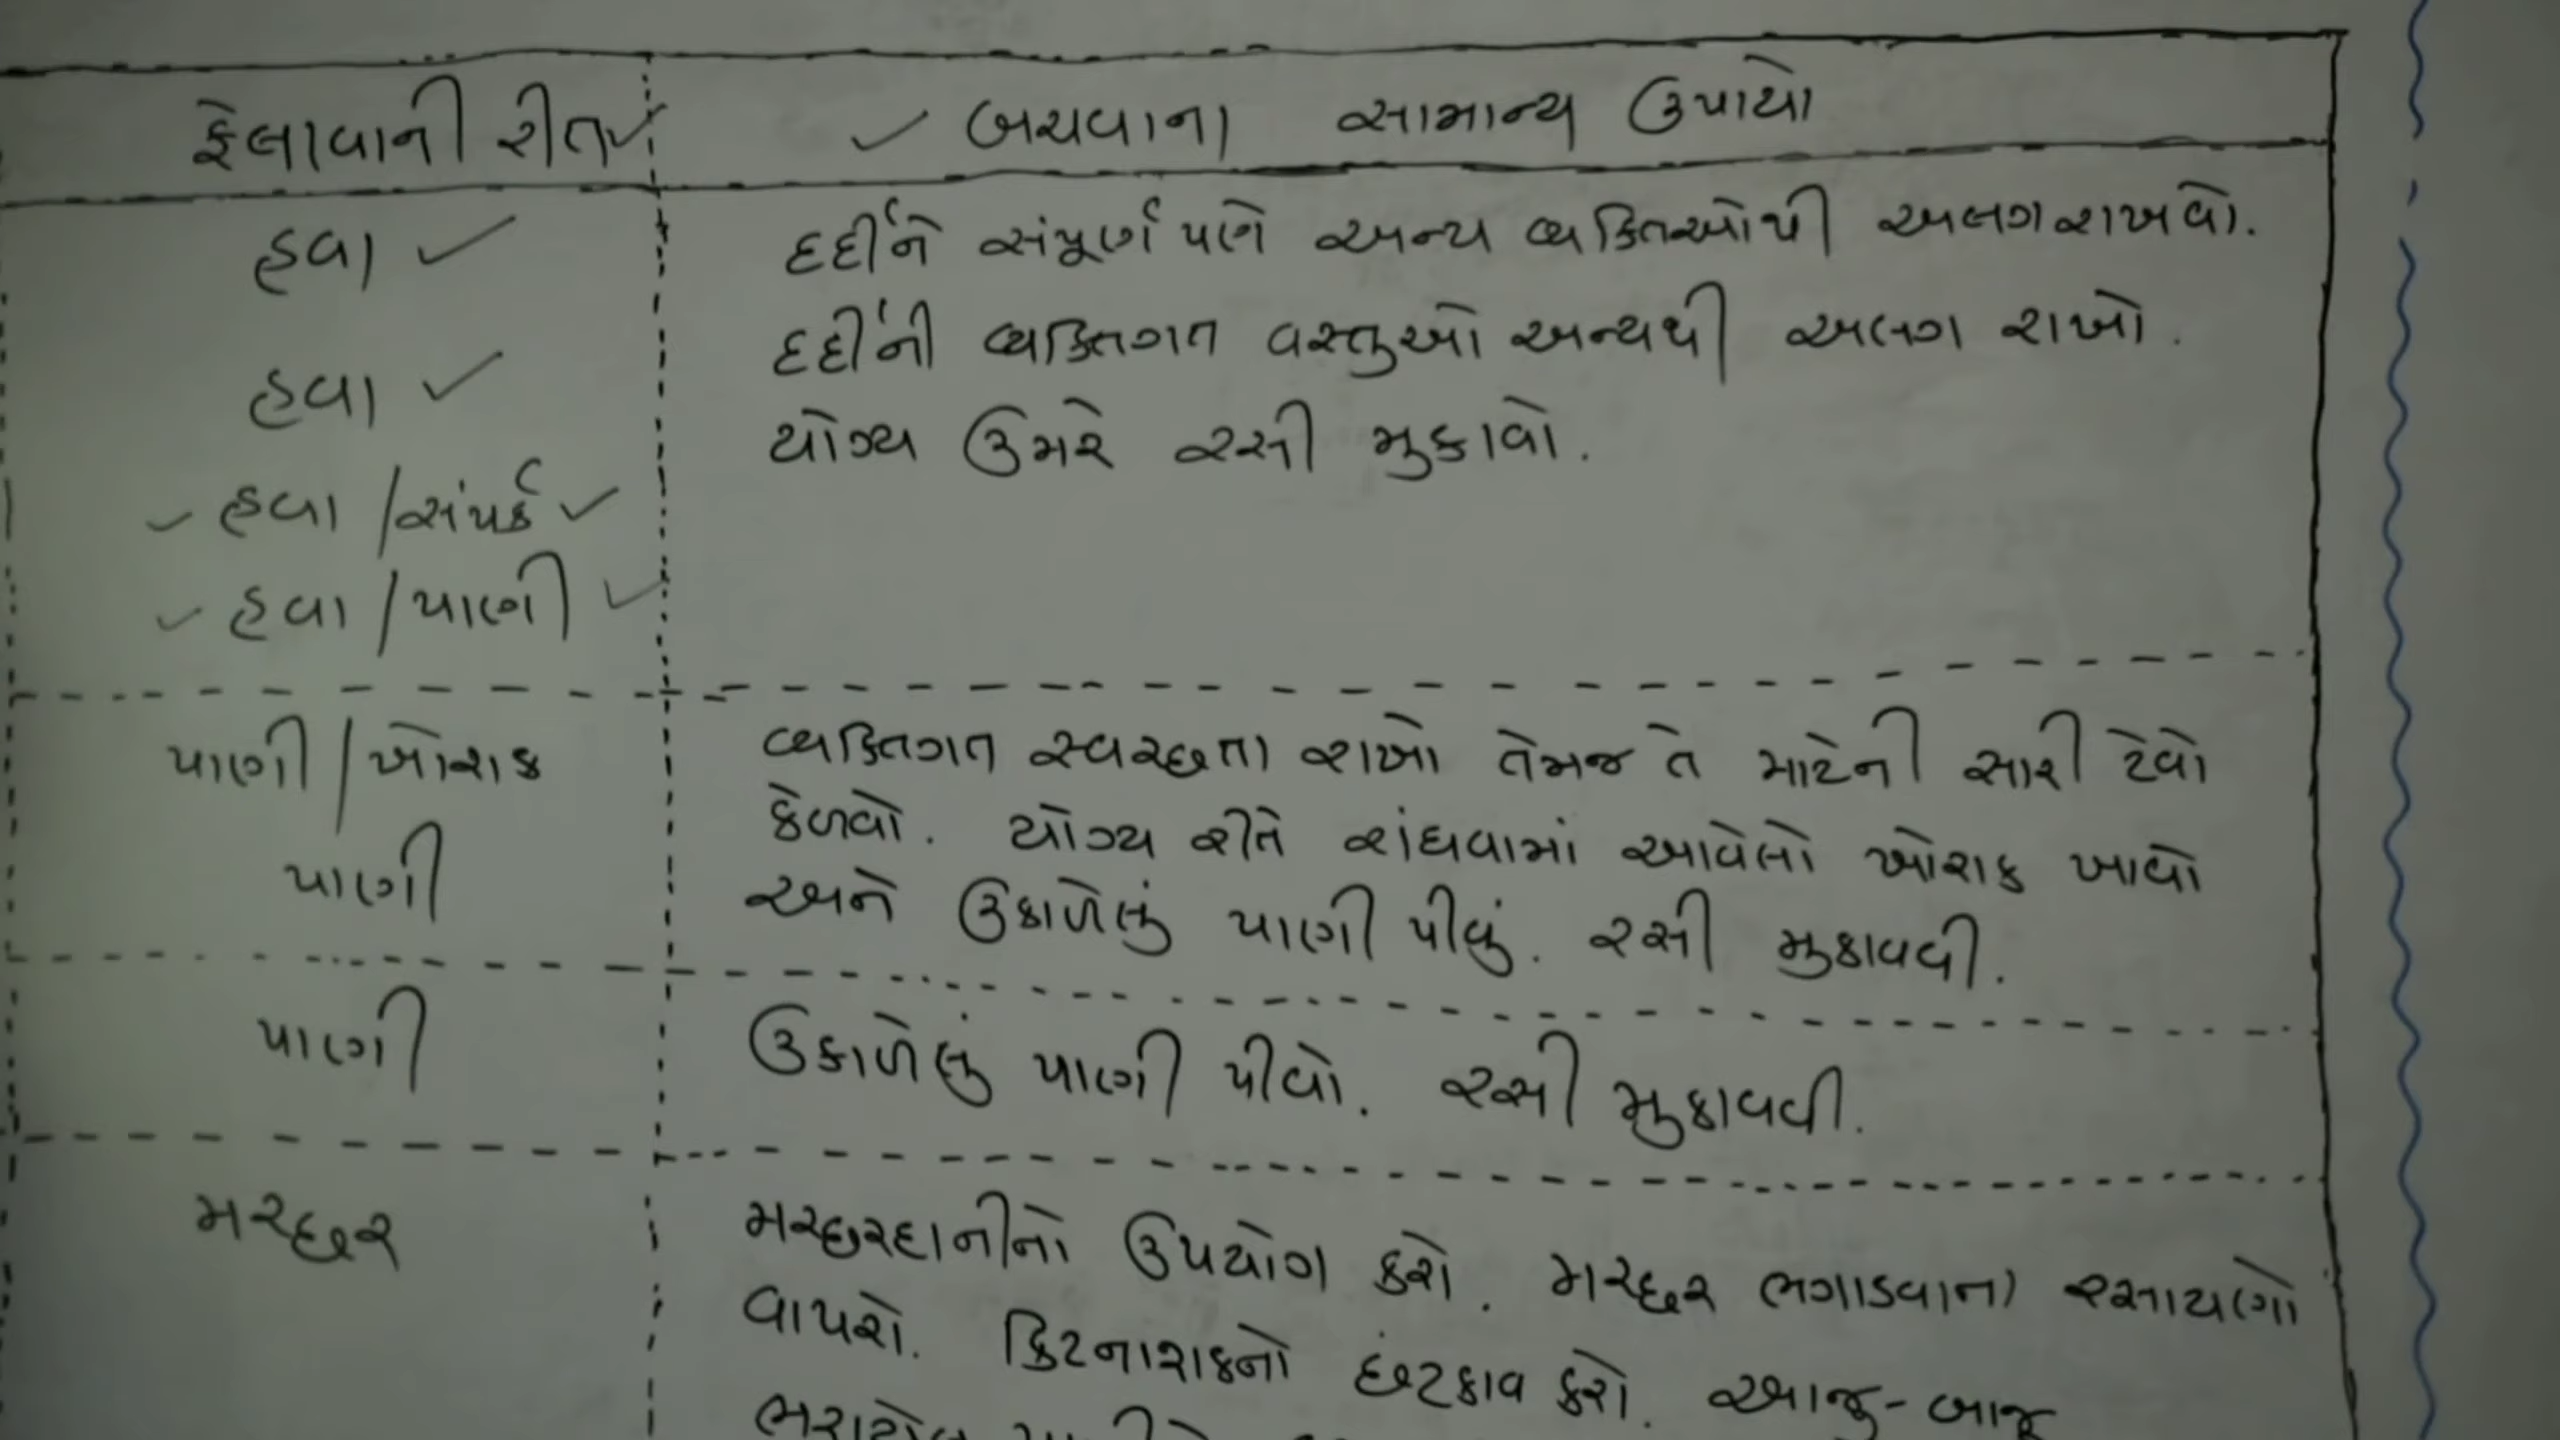 ફેલાવાની રીત બચવાના સામાન્ય ઉપાયો
હવા
હવા
હવા / સંપર્ક
હવા / પાણી
દર્દીને સંપૂર્ણ પણે અન્ય વ્યક્તિઓથી અલગ રાખવો.
દર્દીની વ્યક્તિગત વસ્તુઓ અન્યથી અલગ રાખો.
યોગ્ય ઉંમરે રસી મુકાવો.
પાણી / ખોરાક
પાણી
વ્યક્તિગત સ્વચ્છતા રાખો તેમજ તે માટેની સારી ટેવો
કેળવો. યોગ્ય રીતે રાંધવામાં આવેલો ખોરાક ખાવો
અને ઉકાળેલું પાણી પીવું. રસી મુકાવવી.
પાણી
ઉકાળેલું પાણી પીવો. રસી મુકાવવી.
મચ્છર
મચ્છરદાનીનો ઉપયોગ કરો. મચ્છર ભગાડવાના રસાયણો
વાપરો. કિટનાશકનો છંટકાવ કરો. આજુ-બાજુ